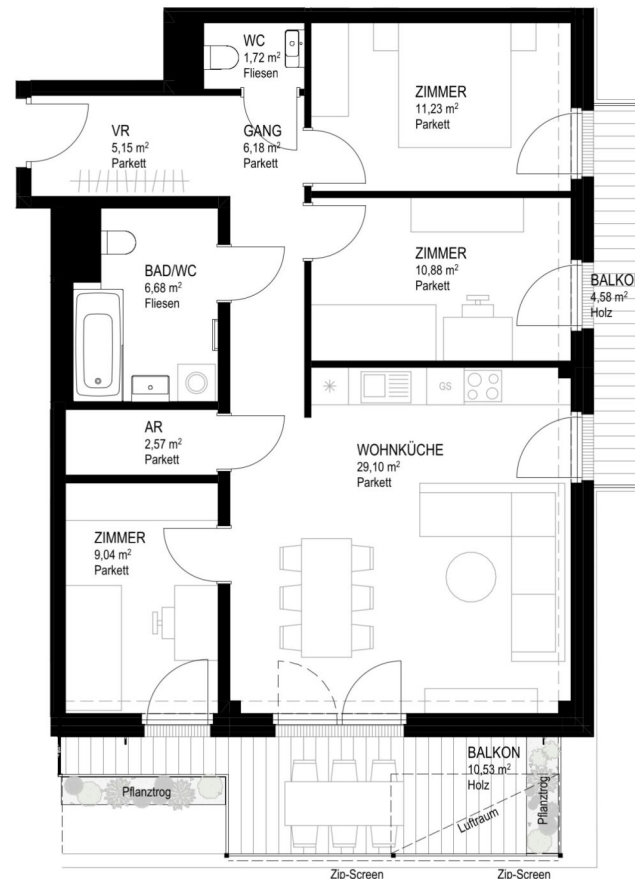 WC
1,72 m²
Fliesen
ZIMMER
11,23 m²
Parkett
VR
5,15 m²
Parkett
GANG
6,18 m²
Parkett
BAD/WC
6,68 m²
Fliesen
ZIMMER
10,88 m²
Parkett
BALKON
4,58 m²
Holz
GS
AR
2,57 m²
Parkett
WOHNKÜCHE
29,10 m²
Parkett
ZIMMER
9,04 m²
Parkett
BALKON
10,53 m²
Holz
Pflanztrog
Luftraum
Pflanztrog
Zip-Screen
Zip-Screen